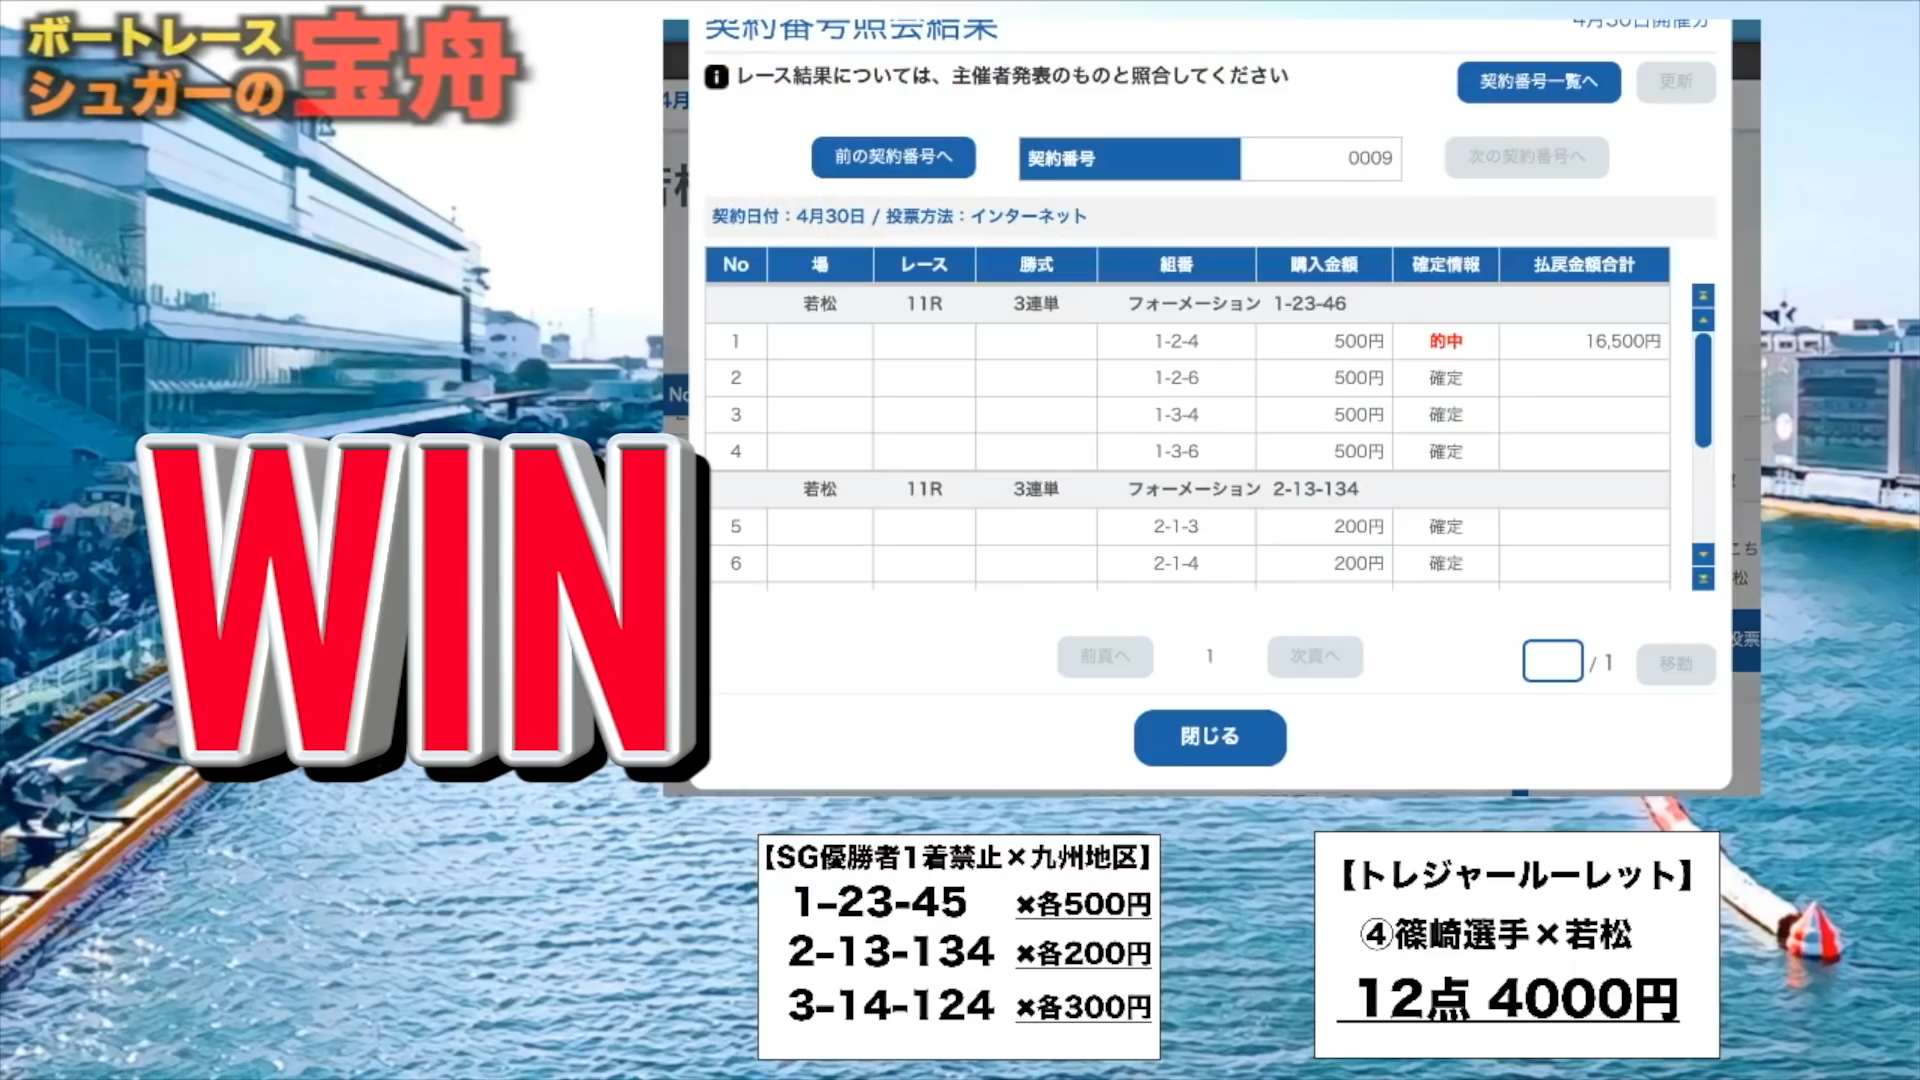 ボートレース
シュガーの宝舟
契約番号照会結果
4月30日開催分
レース結果については、主催者発表のものと照合してください
契約番号一覧へ
更新
前の契約番号へ
契約番号
0009
次の契約番号へ
契約日付：4月30日 / 投票方法：インターネット
No 場 レース 勝式 組番 購入金額 確定情報 払戻金額合計
若松 11R 3連単 フォーメーション 1-23-46
1 1-2-4 500円 的中 16,500円
2 1-2-6 500円 確定
3 1-3-4 500円 確定
4 1-3-6 500円 確定
若松 11R 3連単 フォーメーション 2-13-134
5 2-1-3 200円 確定
6 2-1-4 200円 確定
WIN
前頁へ
1
次頁へ
/ 1
移動
閉じる
【SG優勝者1着禁止×九州地区】
1-23-45 ×各500円
2-13-134 ×各200円
3-14-124 ×各300円
【トレジャールーレット】
④篠崎選手×若松
12点 4000円